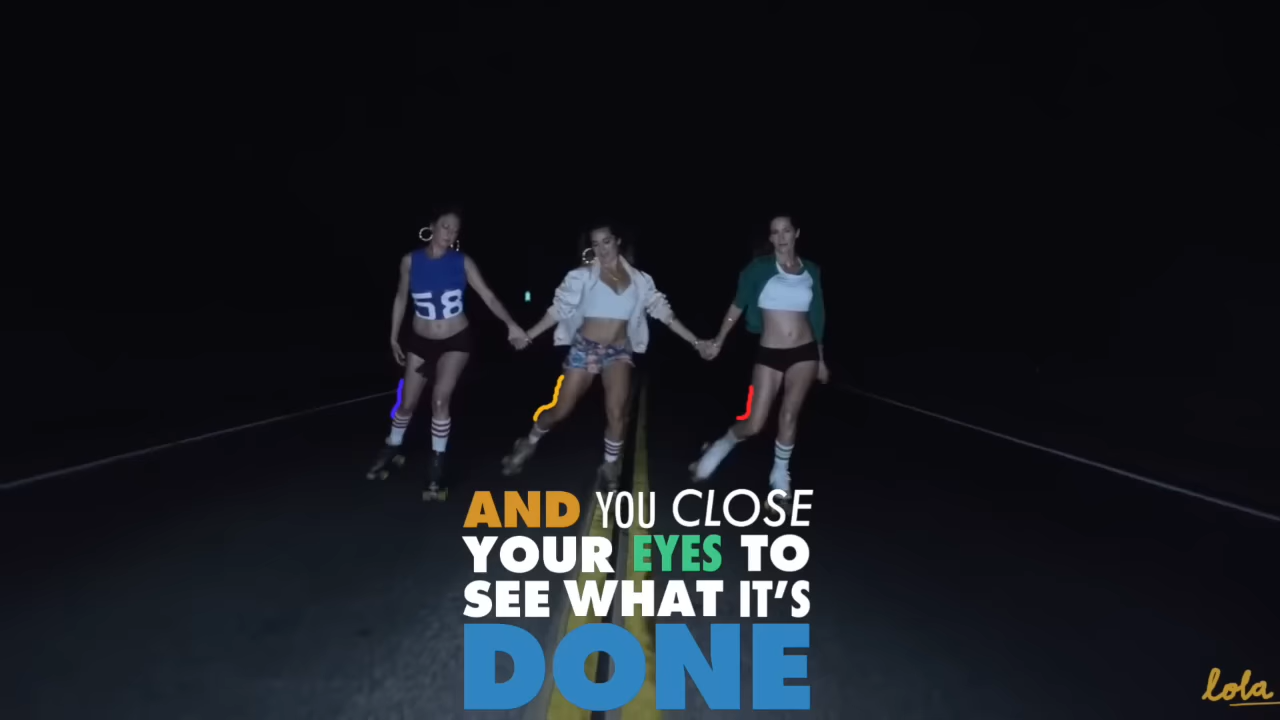 58
AND YOU CLOSE
YOUR EYES TO
SEE WHAT IT'S
DONE
lola